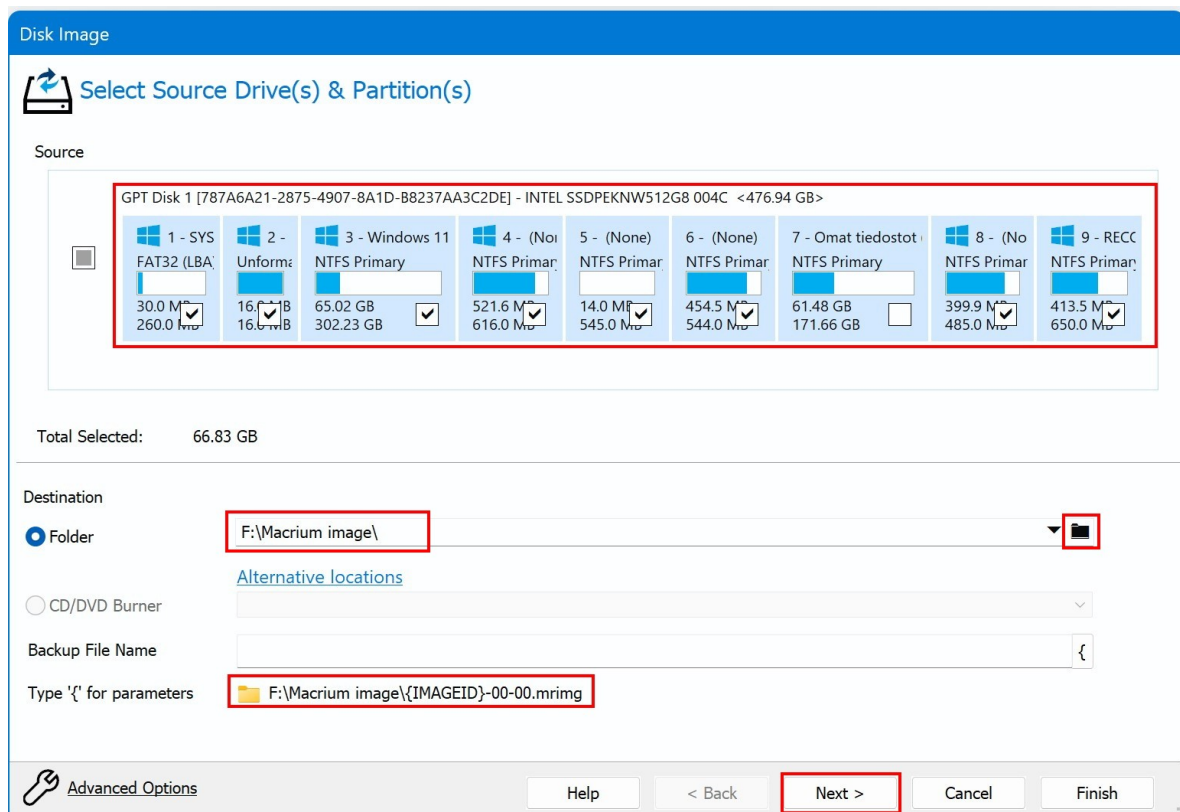 Disk Image
Select Source Drive(s) & Partition(s)
Source
GPT Disk 1 [787A6A21-2875-4907-8A1D-B8237AA3C2DE] - INTEL SSDPEKNW512G8 004C <476.94 GB>
1 - SYS
FAT32 (LBA)
30.0 MB
260.0 MB
2 -
Unforma
16.0 MB
16.0 MB
3 - Windows 11
NTFS Primary
65.02 GB
302.23 GB
4 - (Non
NTFS Primar
521.6 MB
616.0 MB
5 - (None)
NTFS Primar
14.0 MB
545.0 MB
6 - (None)
NTFS Primar
454.5 MB
544.0 MB
7 - Omat tiedostot (
NTFS Primary
61.48 GB
171.66 GB
8 - (No
NTFS Primar
399.9 MB
485.0 MB
9 - RECO
NTFS Primar
413.5 MB
650.0 MB
Total Selected: 66.83 GB
Destination
Folder
F:\Macrium image\
Alternative locations
CD/DVD Burner
Backup File Name
{
Type '{' for parameters
F:\Macrium image\{IMAGEID}-00-00.mrimg
Advanced Options
Help
< Back
Next >
Cancel
Finish